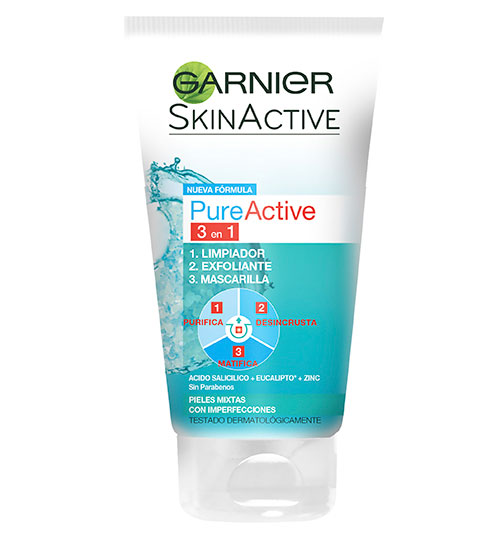 GARNIER
SKINACTIVE
NUEVA FÓRMULA
PureActive
3 en 1
1. LIMPIADOR
2. EXFOLIANTE
3. MASCARILLA
1 2
PURIFICA DESINCRUSTA
3
MATIFICA
ACIDO SALICILICO + EUCALIPTO* + ZINC
Sin Parabenos
PIELES MIXTAS
CON IMPERFECCIONES
TESTADO DERMATOLÓGICAMENTE